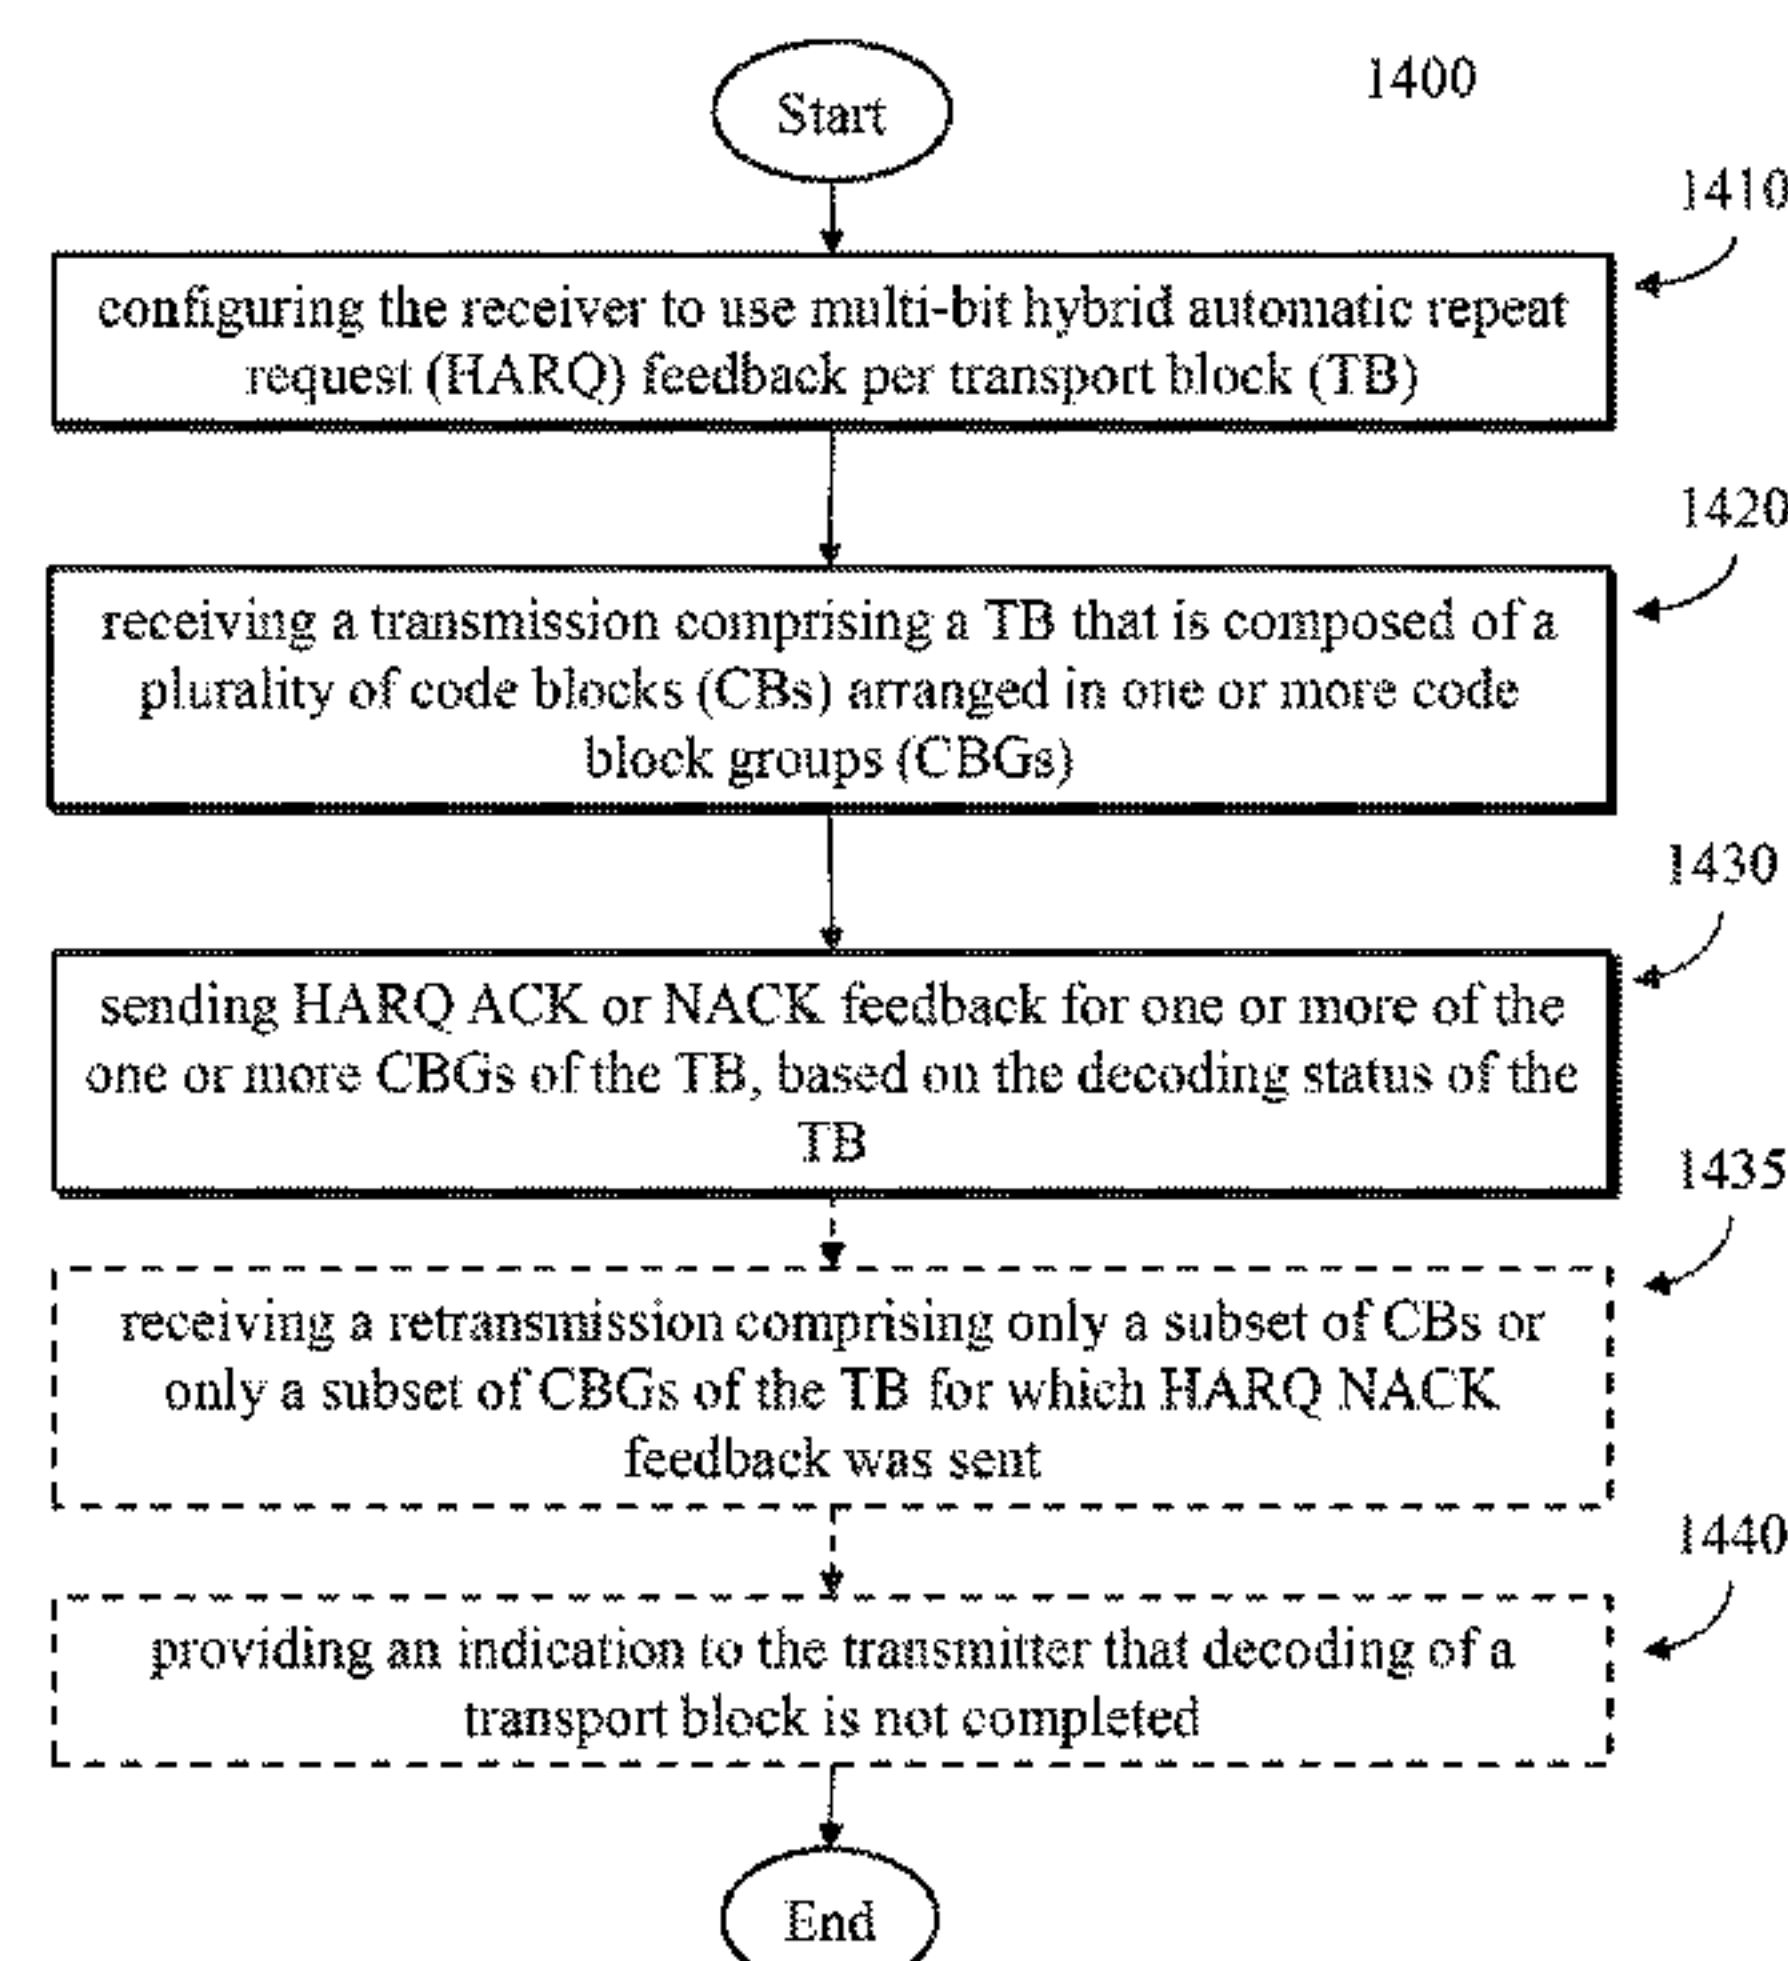 Start
1400
1410
configuring the receiver to use multi-bit hybrid automatic repeat
request (HARQ) feedback per transport block (TB)
1420
receiving a transmission comprising a TB that is composed of a
plurality of code blocks (CBs) arranged in one or more code
block groups (CBGs)
1430
sending HARQ ACK or NACK feedback for one or more of the
one or more CBGs of the TB, based on the decoding status of the
TB
1435
receiving a retransmission comprising only a subset of CBs or
only a subset of CBGs of the TB for which HARQ NACK
feedback was sent
1440
providing an indication to the transmitter that decoding of a
transport block is not completed
End